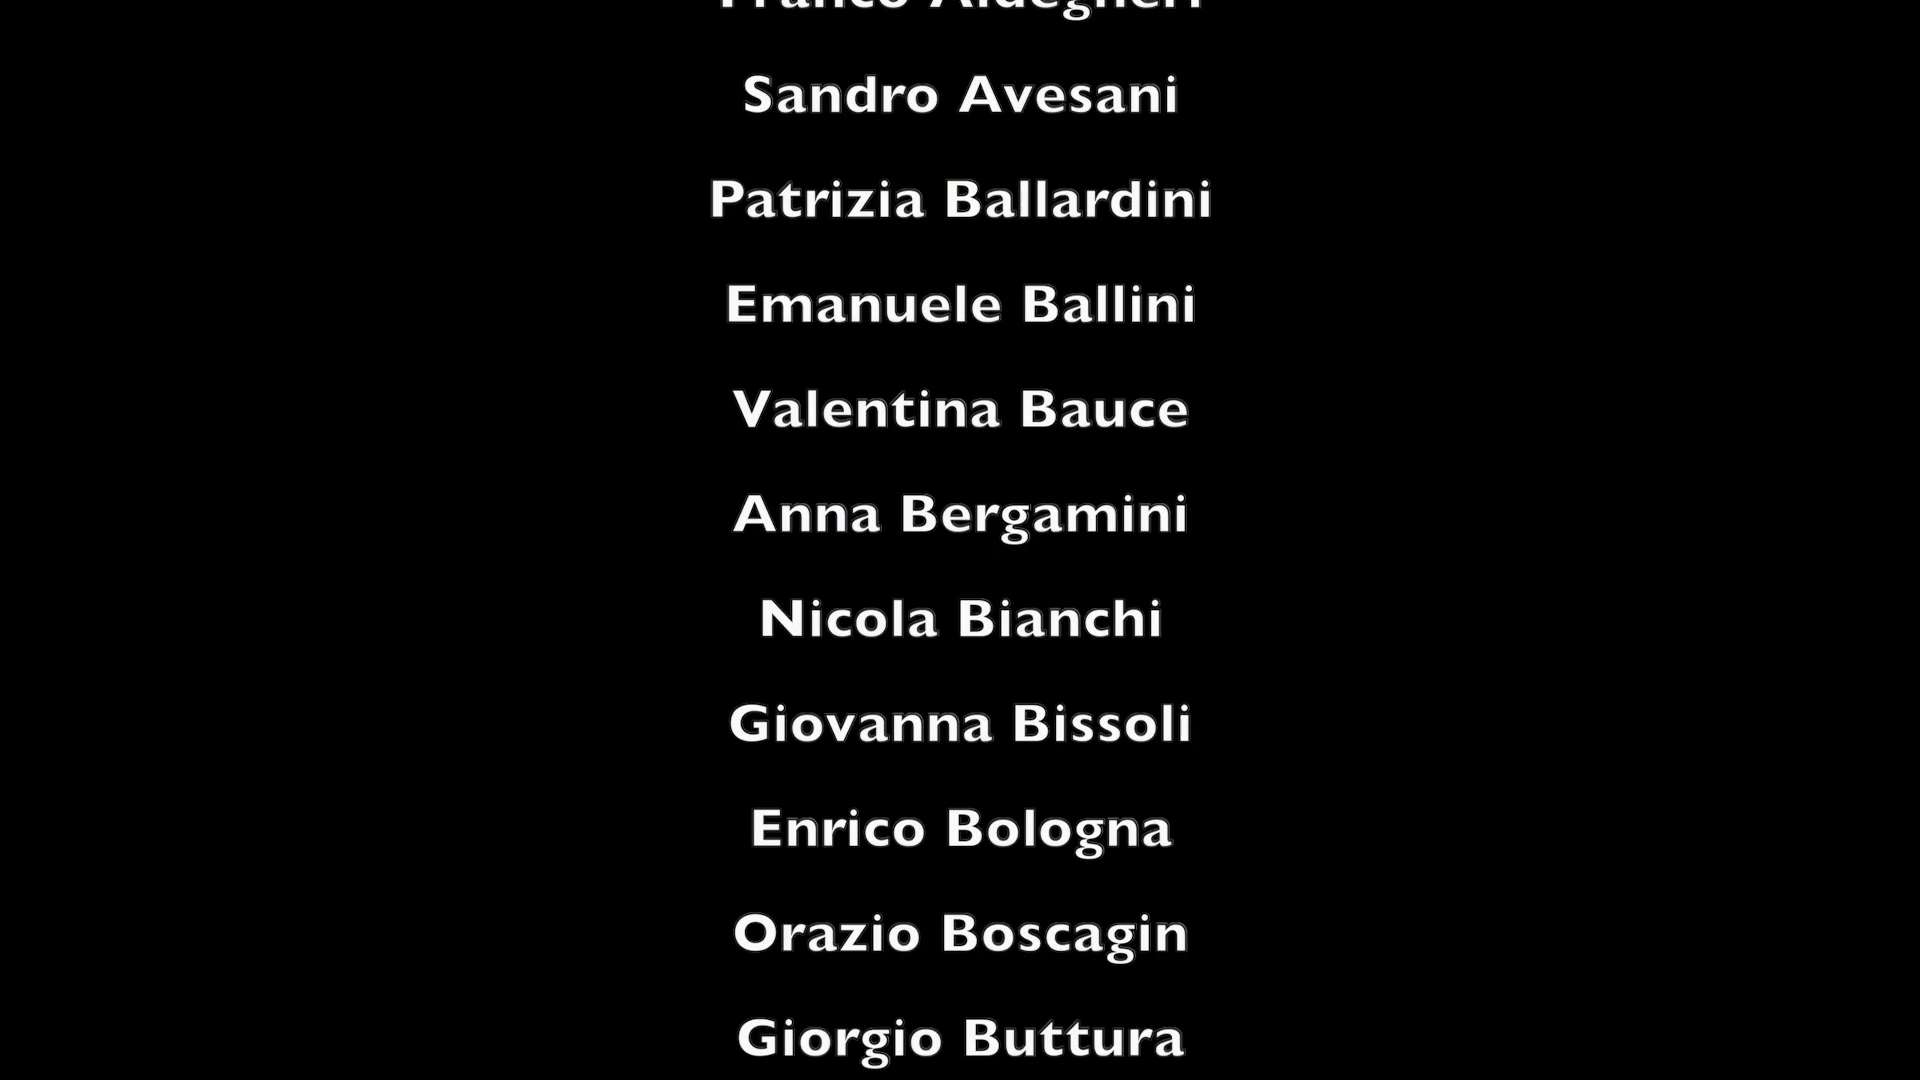 Franco Aldegheri
Sandro Avesani
Patrizia Ballardini
Emanuele Ballini
Valentina Bauce
Anna Bergamini
Nicola Bianchi
Giovanna Bissoli
Enrico Bologna
Orazio Boscagin
Giorgio Buttura